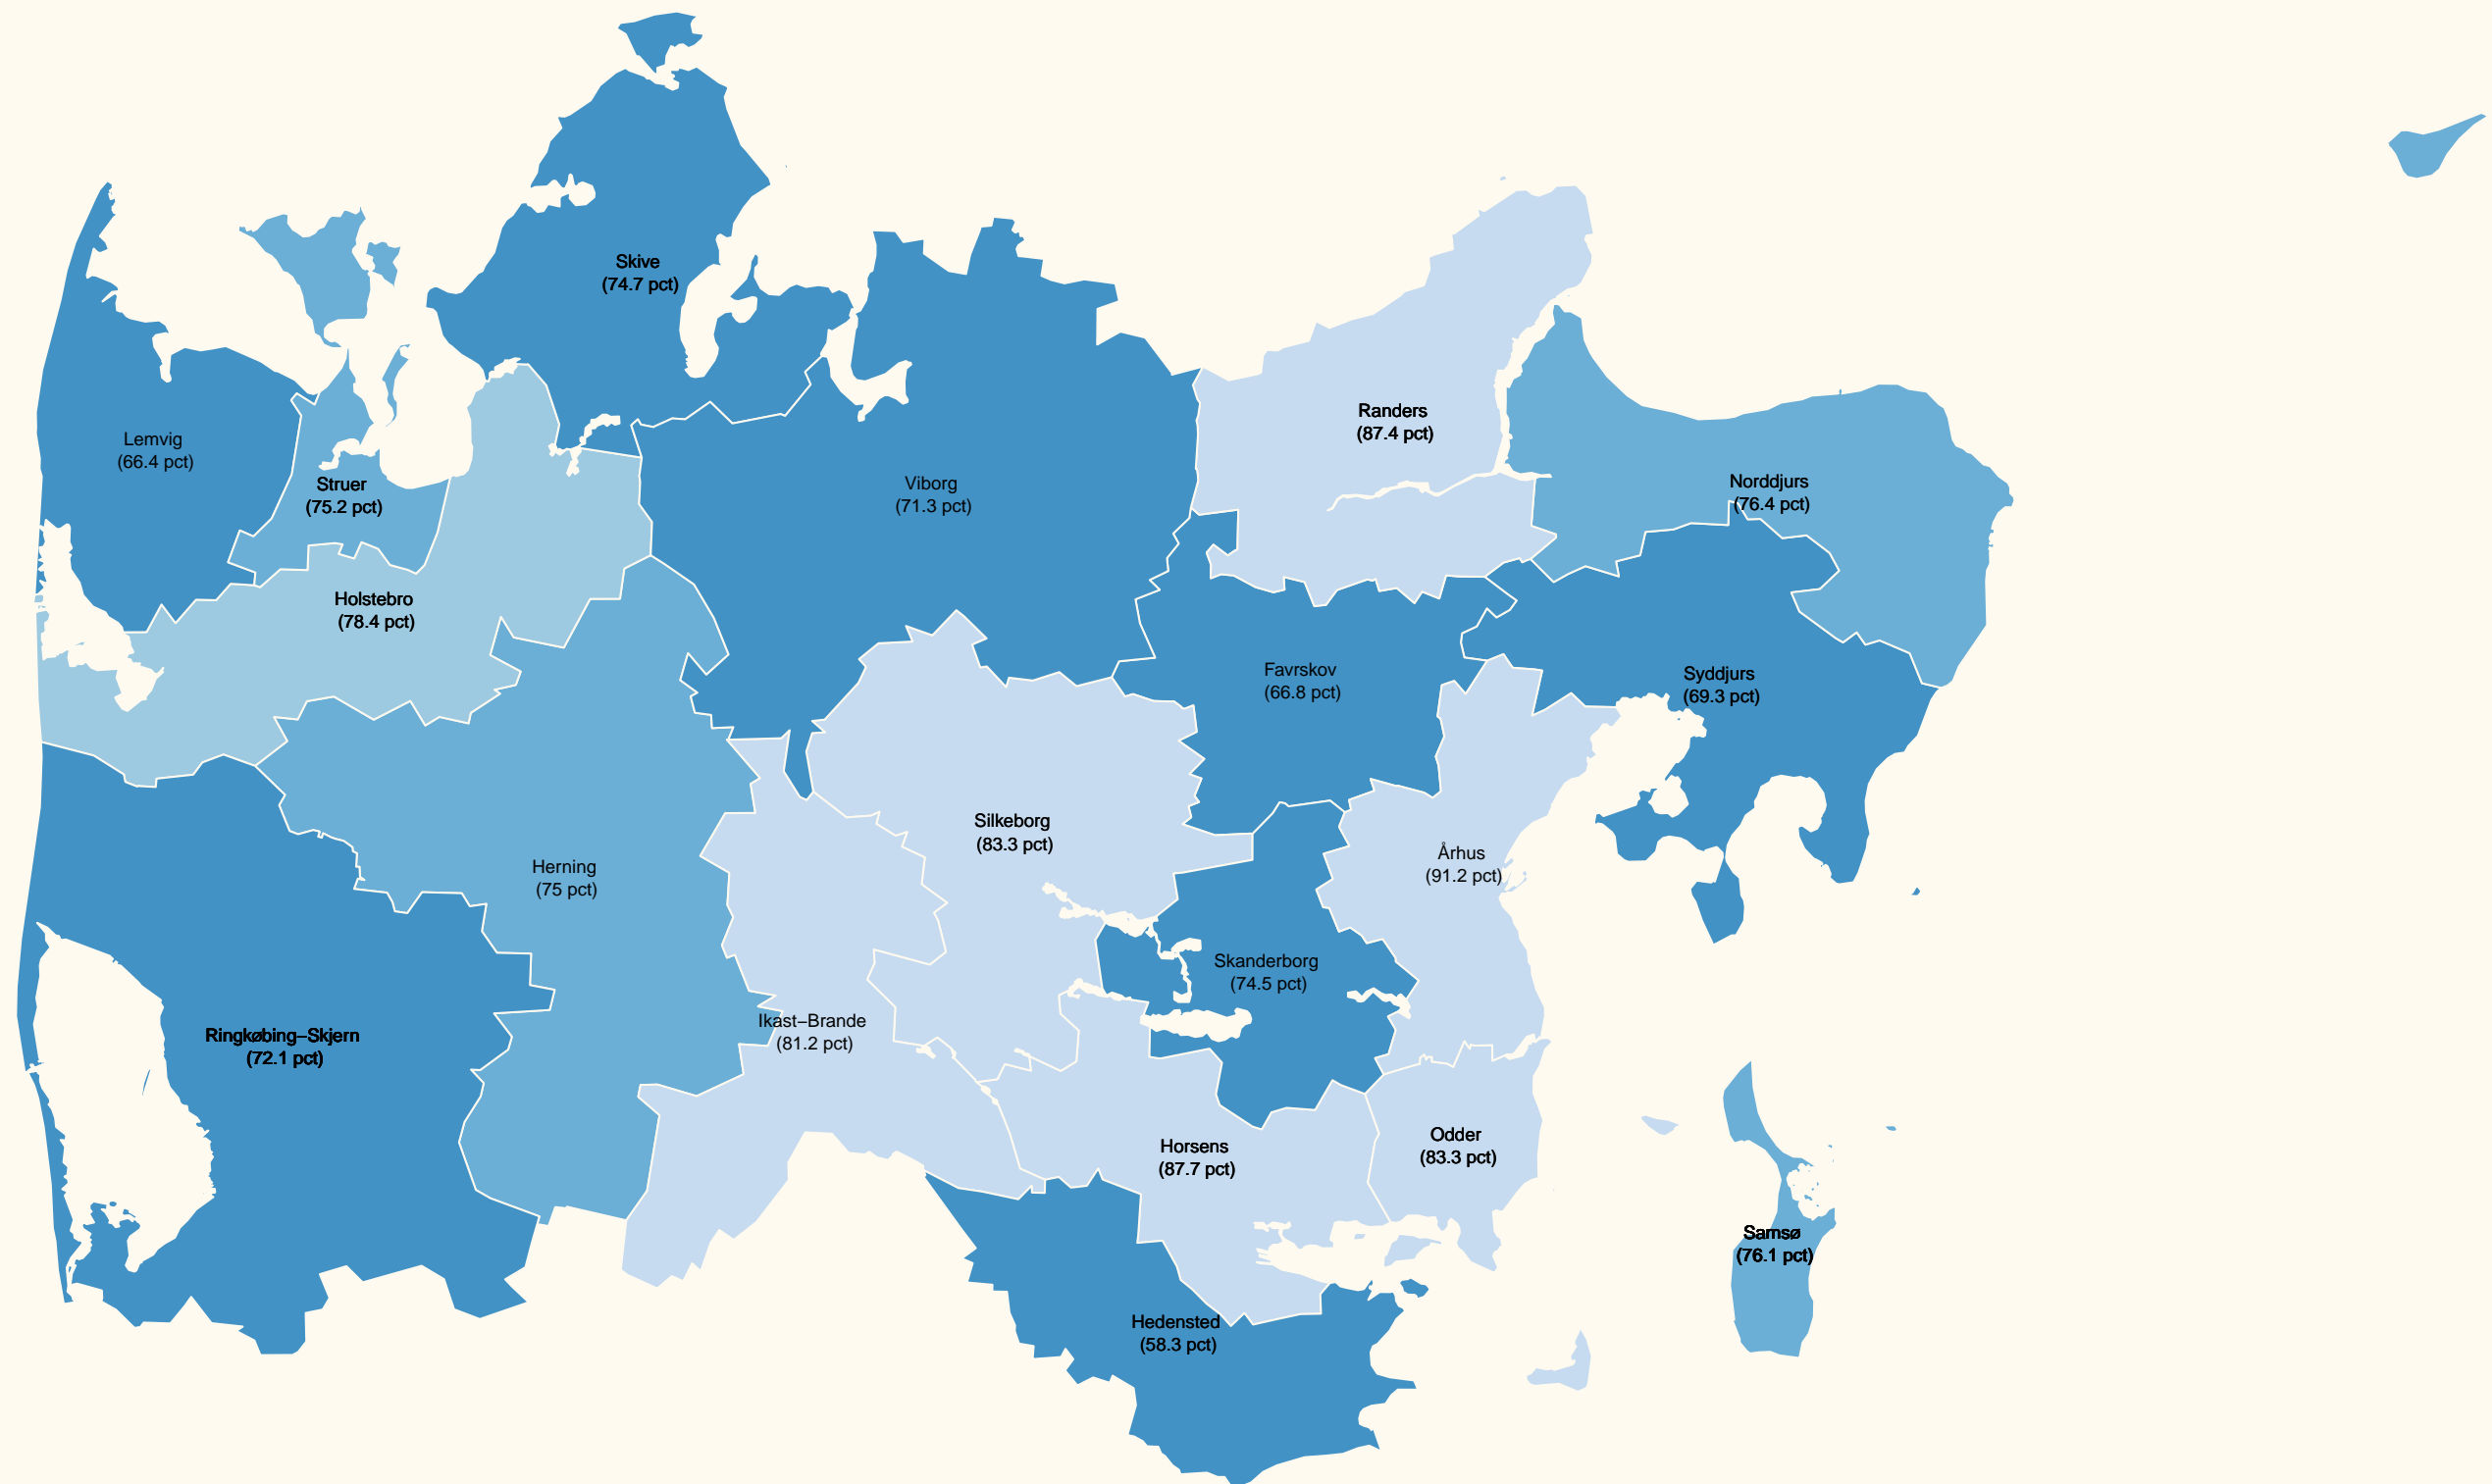 Skive
(74.7 pct)
Randers
(87.4 pct)
Lemvig
(66.4 pct)
Struer
(75.2 pct)
Viborg
(71.3 pct)
Norddjurs
(76.4 pct)
Holstebro
(78.4 pct)
Favrskov
(66.8 pct)
Syddjurs
(69.3 pct)
Silkeborg
(83.3 pct)
Århus
(91.2 pct)
Herning
(75 pct)
Skanderborg
(74.5 pct)
Ikast−Brande
(81.2 pct)
Ringkøbing−Skjern
(72.1 pct)
Odder
(83.3 pct)
Horsens
(87.7 pct)
Samsø
(76.1 pct)
Hedensted
(58.3 pct)